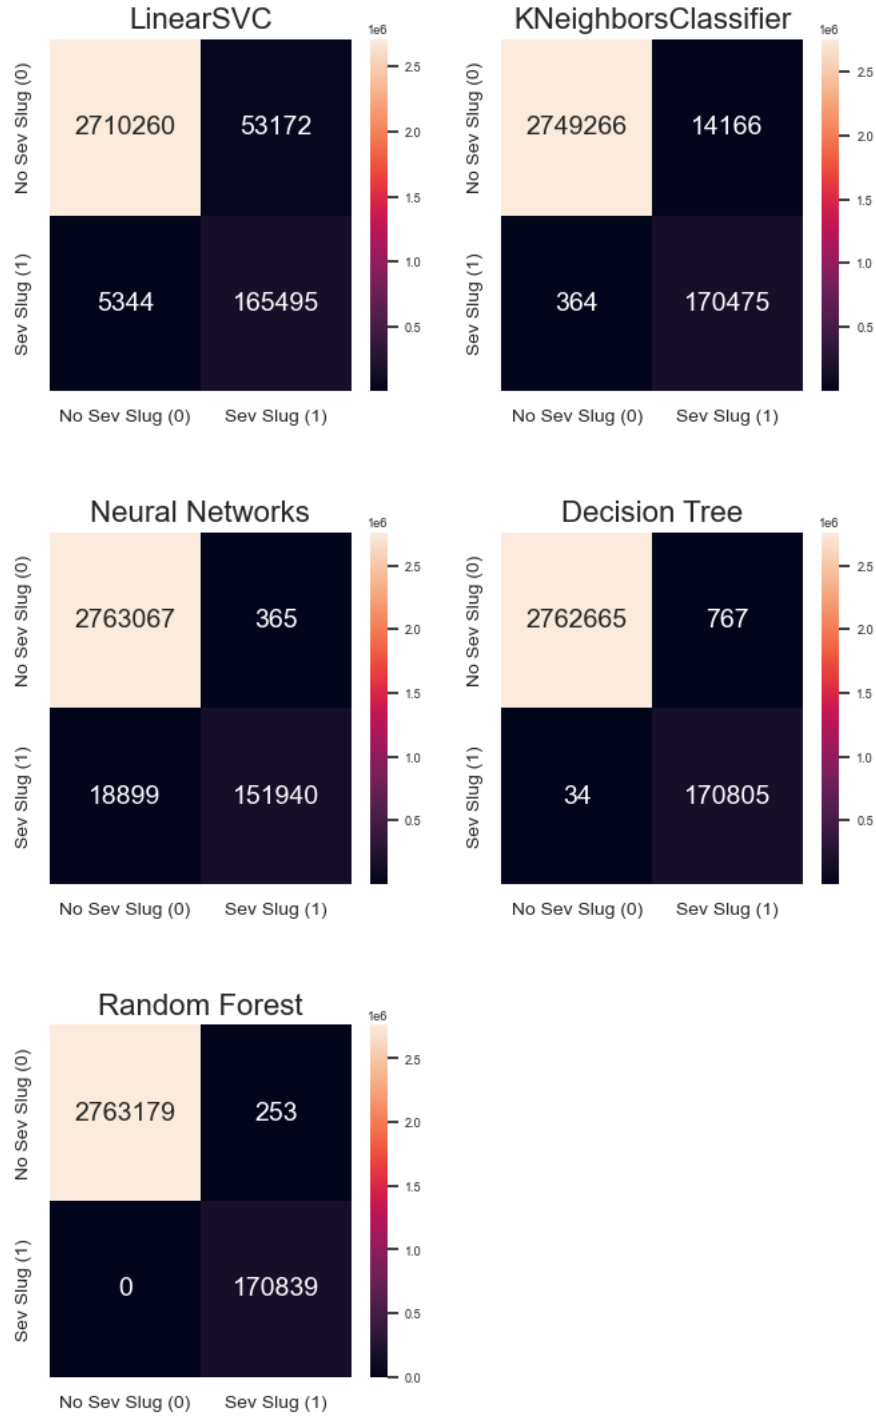 LinearSVC
1e6
No Sev Slug (0)
2710260
53172
Sev Slug (1)
5344
165495
2.5
2.0
1.5
1.0
0.5
No Sev Slug (0)
Sev Slug (1)
KNeighborsClassifier
1e6
No Sev Slug (0)
2749266
14166
Sev Slug (1)
364
170475
2.5
2.0
1.5
1.0
0.5
No Sev Slug (0)
Sev Slug (1)
Neural Networks
1e6
No Sev Slug (0)
2763067
365
Sev Slug (1)
18899
151940
2.5
2.0
1.5
1.0
0.5
No Sev Slug (0)
Sev Slug (1)
Decision Tree
1e6
No Sev Slug (0)
2762665
767
Sev Slug (1)
34
170805
2.5
2.0
1.5
1.0
0.5
No Sev Slug (0)
Sev Slug (1)
Random Forest
1e6
No Sev Slug (0)
2763179
253
Sev Slug (1)
0
170839
2.5
2.0
1.5
1.0
0.5
0.0
No Sev Slug (0)
Sev Slug (1)